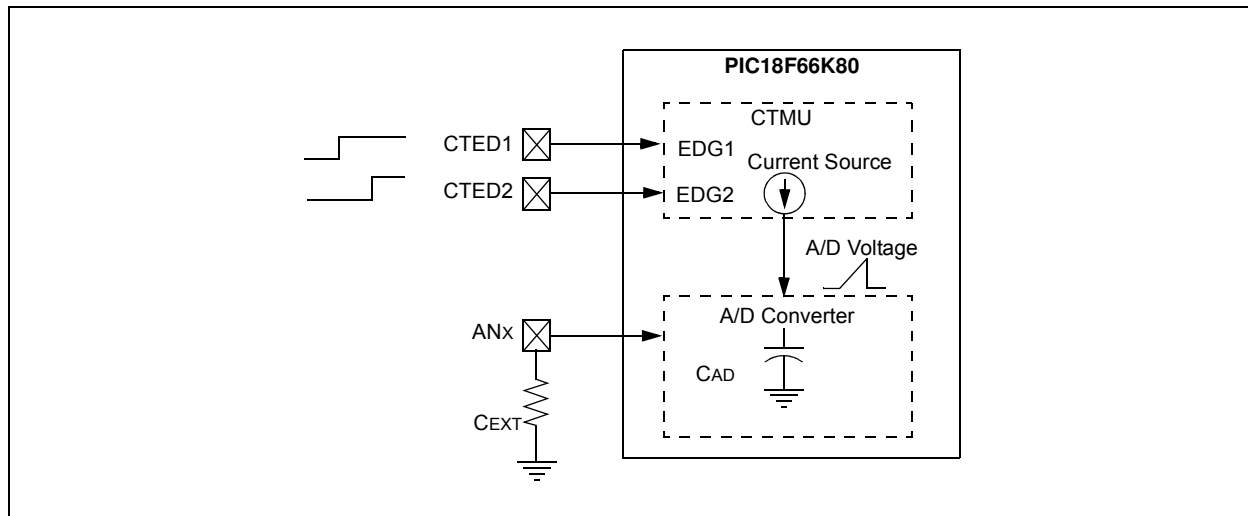 PIC18F66K80
CTMU
CTED1
EDG1
Current Source
CTED2
EDG2
A/D Voltage
A/D Converter
ANX
CAD
CEXT